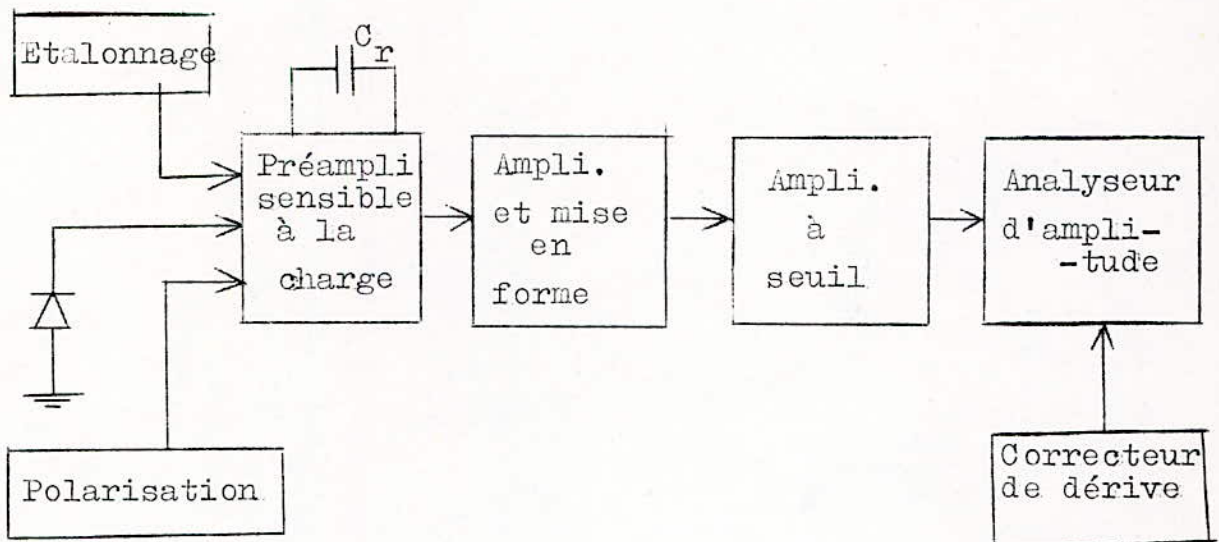 Etalonnage
Cr
Préampli
sensible
à la
charge
Ampli.
et mise
en
forme
Ampli.
à
seuil
Analyseur
d'ampli-
-tude
Polarisation
Correcteur
de dérive